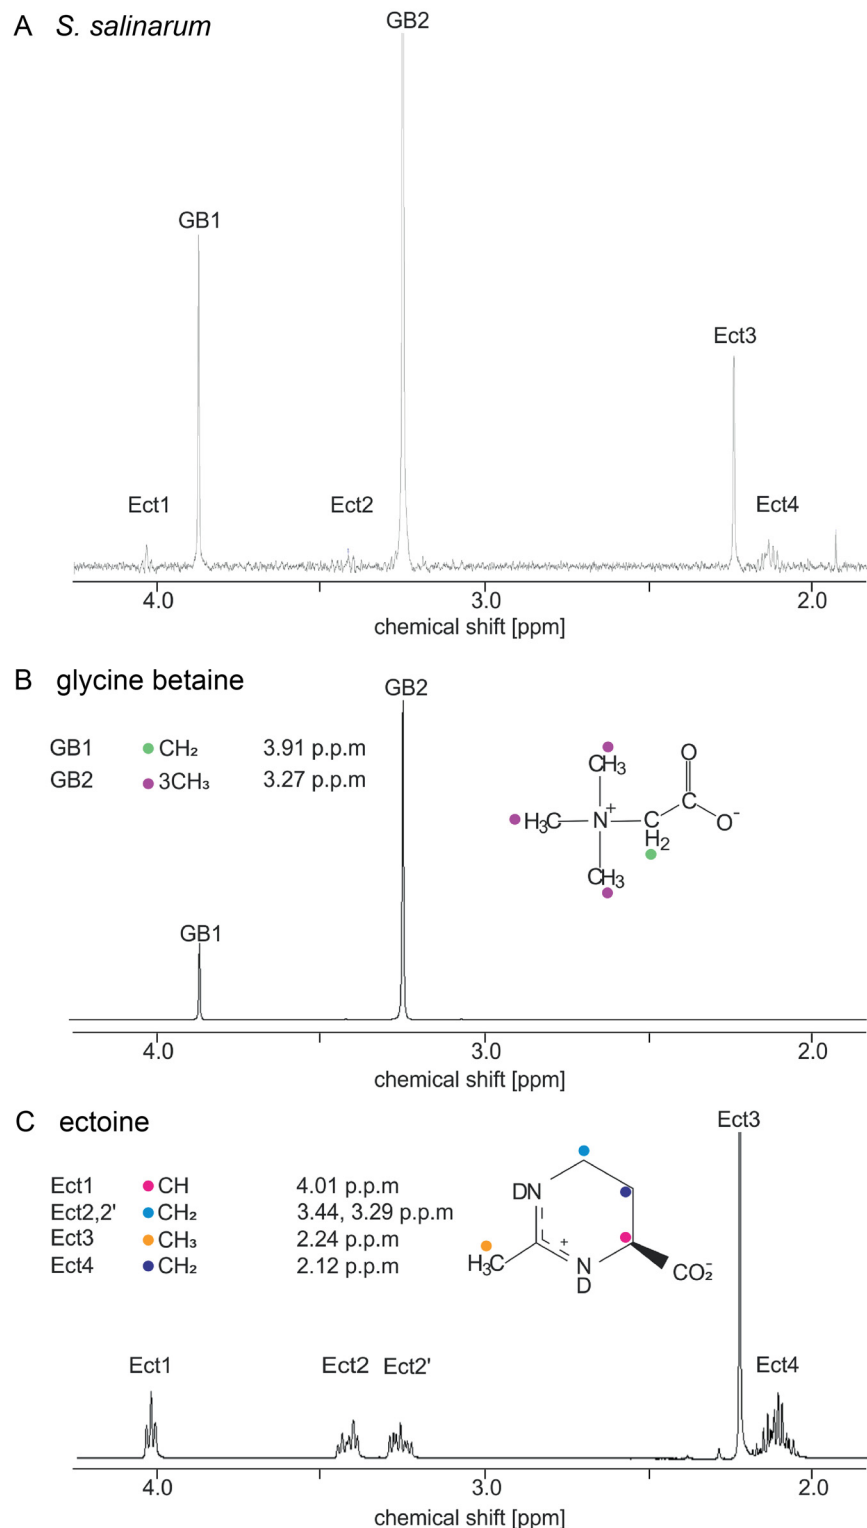 A S. salinarum
GB2
GB1
Ect3
Ect1
Ect2
Ect4
4.0
3.0
2.0
chemical shift [ppm]
B glycine betaine
GB2
GB1 CH₂ 3.91 p.p.m
GB2 3CH₃ 3.27 p.p.m
O
CH₃
H₃C
N⁺
C
H₂
C
O⁻
CH₃
GB1
4.0
3.0
2.0
chemical shift [ppm]
C ectoine
Ect3
Ect1 CH 4.01 p.p.m
Ect2,2' CH₂ 3.44, 3.29 p.p.m
Ect3 CH₃ 2.24 p.p.m
Ect4 CH₂ 2.12 p.p.m
DN
+
H₃C
N
D
CO₂⁻
Ect1
Ect2
Ect2'
Ect4
4.0
3.0
2.0
chemical shift [ppm]